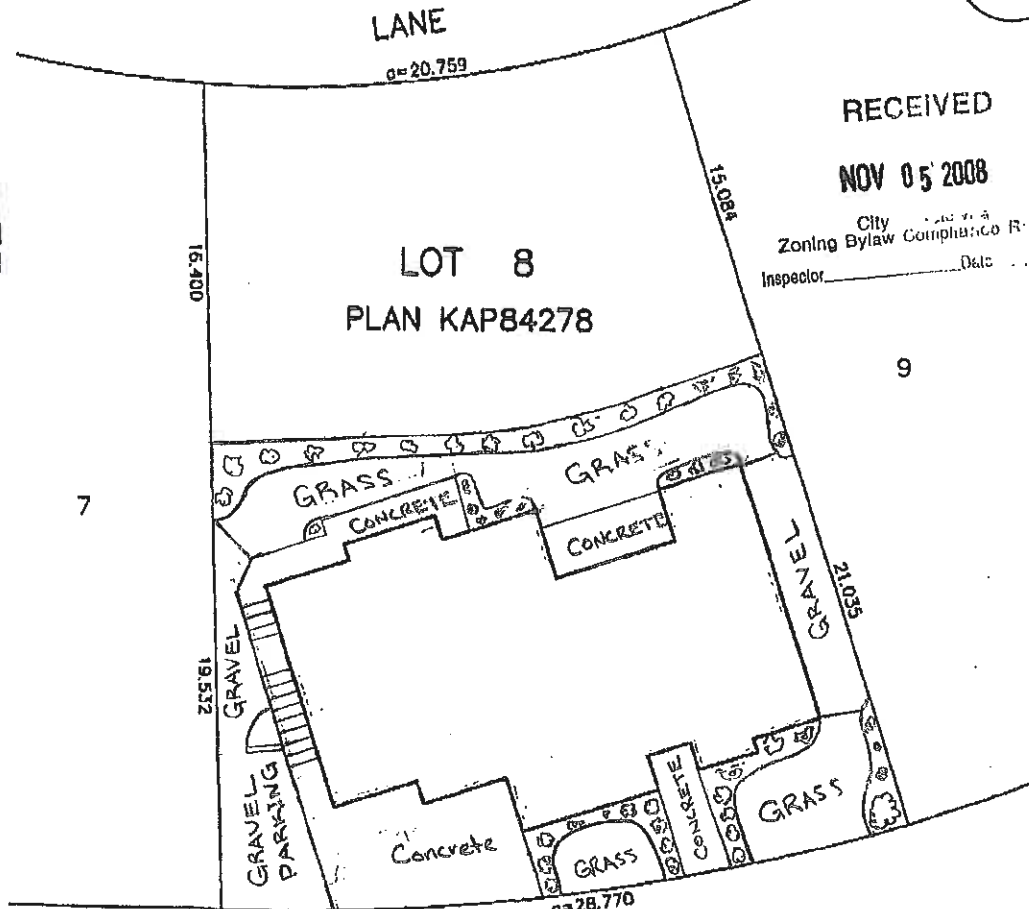 LANE
a=20.759
RECEIVED
NOV 05 2008
City
Zoning Bylaw Compliance
Inspector Date
15.084
16.400
LOT 8
PLAN KAP84278
9
7
GRASS
GRASS
CONCRETE
CONCRETE
GRAVEL
21.035
GRAVEL
19.532
GRAVEL
PARKING
Concrete
GRASS
CONCRETE
GRASS
a=28.770